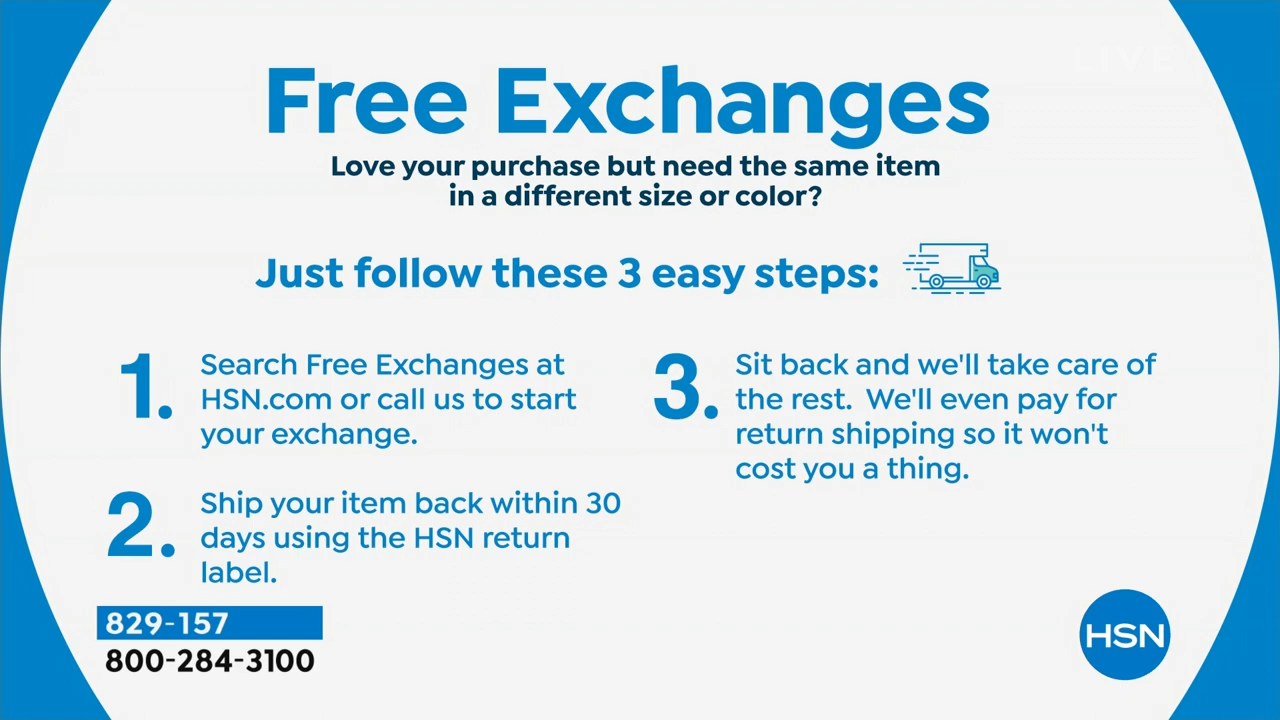 LIVE
Free Exchanges
Love your purchase but need the same item
in a different size or color?
Just follow these 3 easy steps:
1. Search Free Exchanges at
HSN.com or call us to start
your exchange.
2. Ship your item back within 30
days using the HSN return
label.
3. Sit back and we'll take care of
the rest.  We'll even pay for
return shipping so it won't
cost you a thing.
829-157
800-284-3100
HSN